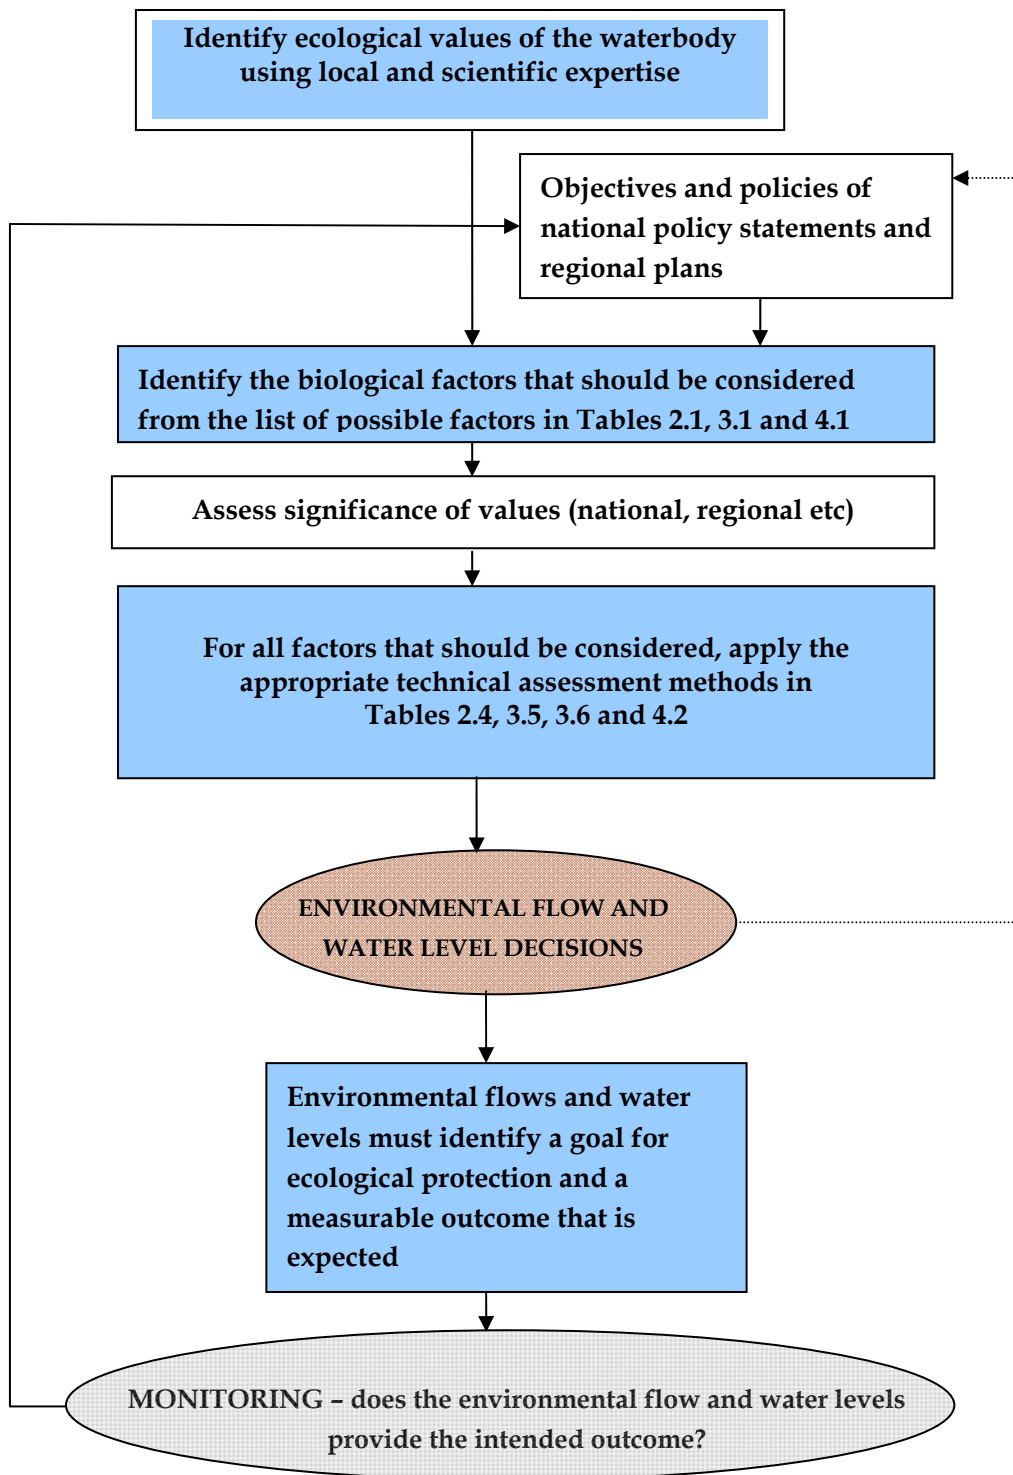 Identify ecological values of the waterbody
using local and scientific expertise
Objectives and policies of
national policy statements and
regional plans
Identify the biological factors that should be considered
from the list of possible factors in Tables 2.1, 3.1 and 4.1
Assess significance of values (national, regional etc)
For all factors that should be considered, apply the
appropriate technical assessment methods in
Tables 2.4, 3.5, 3.6 and 4.2
ENVIRONMENTAL FLOW AND
WATER LEVEL DECISIONS
Environmental flows and water
levels must identify a goal for
ecological protection and a
measurable outcome that is
expected
MONITORING – does the environmental flow and water levels
provide the intended outcome?